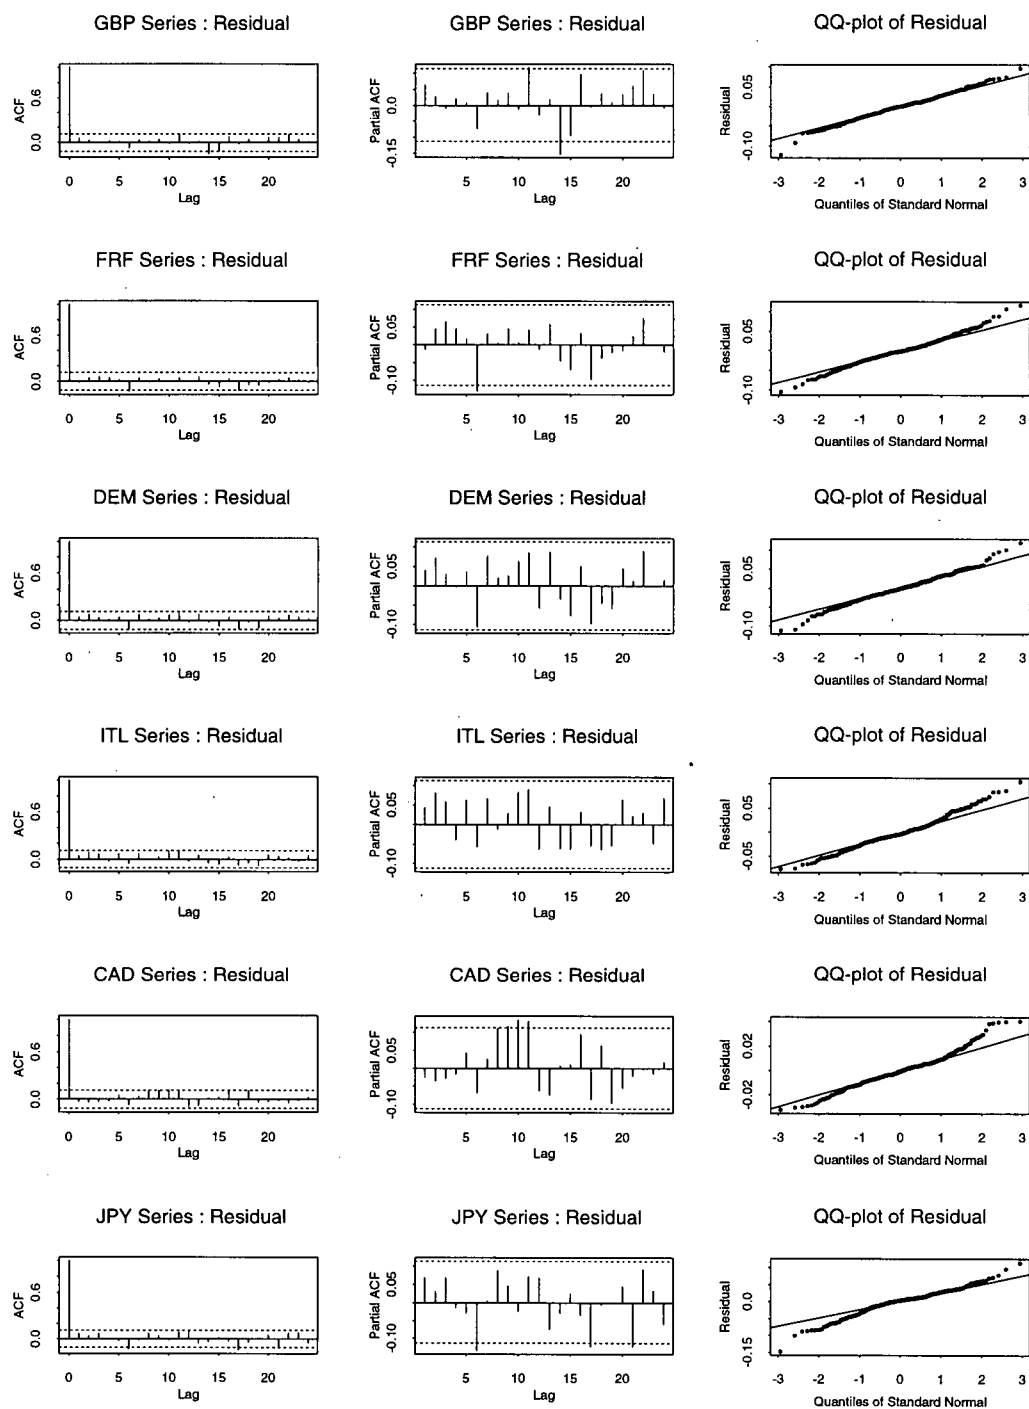 GBP Series : Residual
GBP Series : Residual
QQ-plot of Residual
ACF
0.0 0.6
0 5 10 15 20
Lag
Partial ACF
-0.15 0.0
5 10 15 20
Lag
Residual
-0.10 0.05
-3 -2 -1 0 1 2 3
Quantiles of Standard Normal
FRF Series : Residual
FRF Series : Residual
QQ-plot of Residual
ACF
0.0 0.6
0 5 10 15 20
Lag
Partial ACF
-0.10 0.05
5 10 15 20
Lag
Residual
-0.10 0.05
-3 -2 -1 0 1 2 3
Quantiles of Standard Normal
DEM Series : Residual
DEM Series : Residual
QQ-plot of Residual
ACF
0.0 0.6
0 5 10 15 20
Lag
Partial ACF
-0.10 0.05
5 10 15 20
Lag
Residual
-0.10 0.05
-3 -2 -1 0 1 2 3
Quantiles of Standard Normal
ITL Series : Residual
ITL Series : Residual
QQ-plot of Residual
ACF
0.0 0.6
0 5 10 15 20
Lag
Partial ACF
-0.10 0.05
5 10 15 20
Lag
Residual
-0.05 0.05
-3 -2 -1 0 1 2 3
Quantiles of Standard Normal
CAD Series : Residual
CAD Series : Residual
QQ-plot of Residual
ACF
0.0 0.6
0 5 10 15 20
Lag
Partial ACF
-0.10 0.05
5 10 15 20
Lag
Residual
-0.02 0.02
-3 -2 -1 0 1 2 3
Quantiles of Standard Normal
JPY Series : Residual
JPY Series : Residual
QQ-plot of Residual
ACF
0.0 0.6
0 5 10 15 20
Lag
Partial ACF
-0.10 0.05
5 10 15 20
Lag
Residual
-0.15 0.0
-3 -2 -1 0 1 2 3
Quantiles of Standard Normal